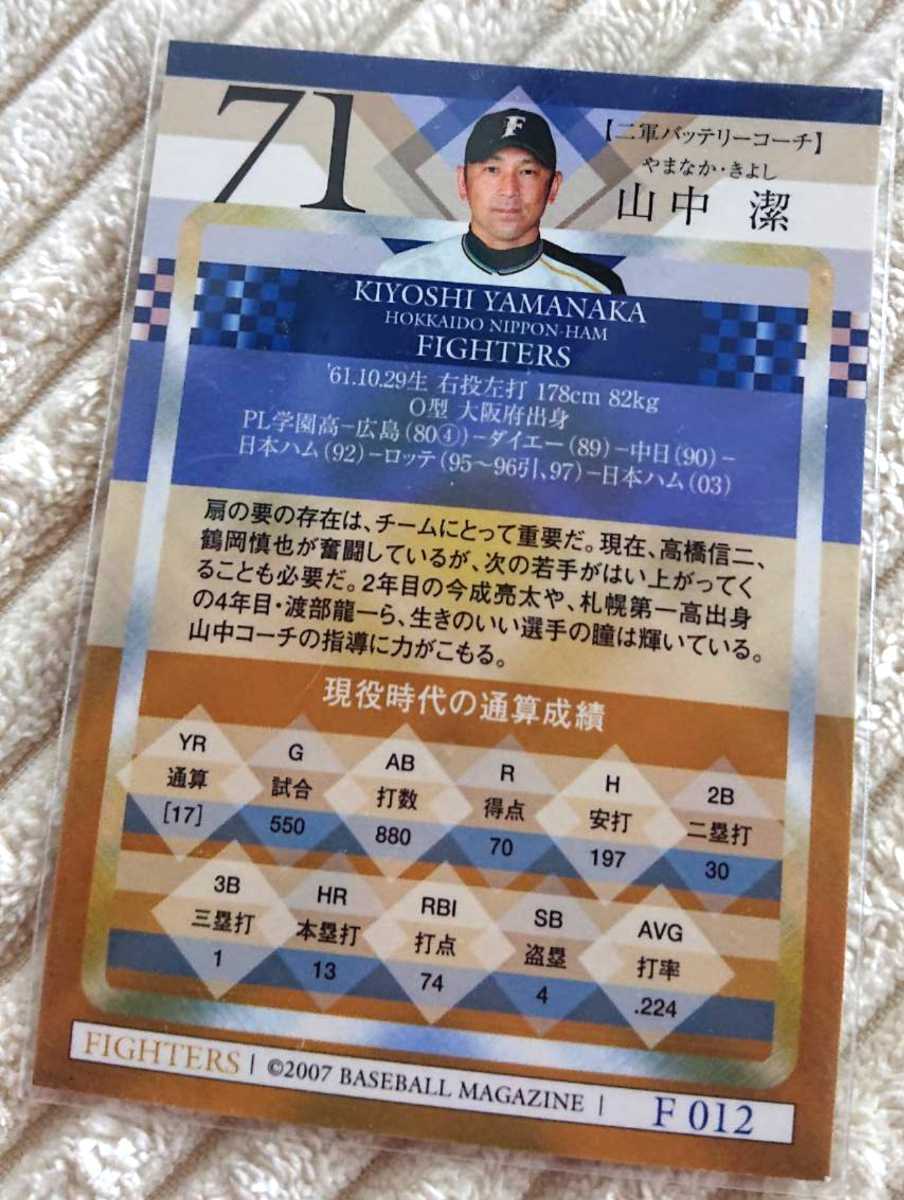 71
F
【二軍バッテリーコーチ】
やまなか・きよし
山中 潔
KIYOSHI YAMANAKA
HOKKAIDO NIPPON-HAM
FIGHTERS
'61.10.29生 右投左打 178cm 82kg
O型 大阪府出身
PL学園高−広島(80④)−ダイエー(89)−中日(90)−
日本ハム(92)−ロッテ(95〜96引、97)−日本ハム(03)
扇の要の存在は、チームにとって重要だ。現在、高橋信二、
鶴岡慎也が奮闘しているが、次の若手がはい上がってく
ることも必要だ。2年目の今成亮太や、札幌第一高出身
の4年目・渡部龍一ら、生きのいい選手の瞳は輝いている。
山中コーチの指導に力がこもる。
現役時代の通算成績
YR G AB R H 2B
通算 試合 打数 得点 安打 二塁打
[17] 550 880 70 197 30
3B HR RBI SB AVG
三塁打 本塁打 打点 盗塁 打率
1 13 74 4 .224
FIGHTERS | ©2007 BASEBALL MAGAZINE | F 012